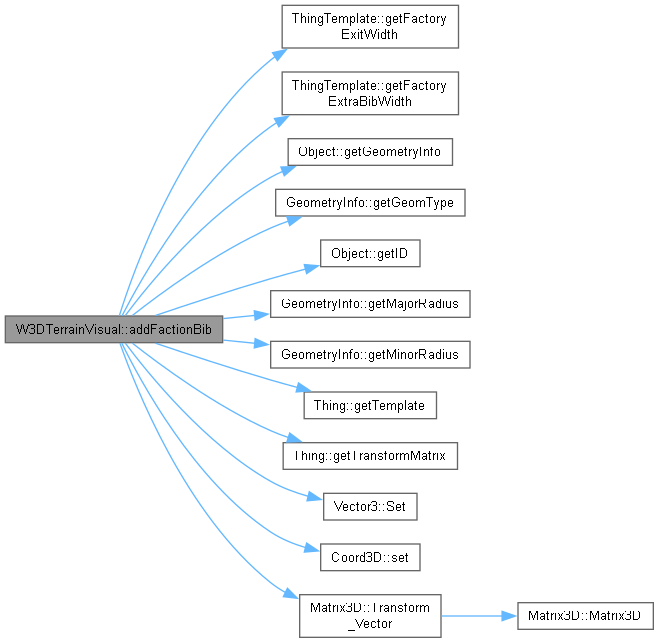 ThingTemplate::getFactory
ExitWidth
ThingTemplate::getFactory
ExtraBibWidth
Object::getGeometryInfo
GeometryInfo::getGeomType
Object::getID
W3DTerrainVisual::addFactionBib
GeometryInfo::getMajorRadius
GeometryInfo::getMinorRadius
Thing::getTemplate
Thing::getTransformMatrix
Vector3::Set
Coord3D::set
Matrix3D::Transform
_Vector
Matrix3D::Matrix3D